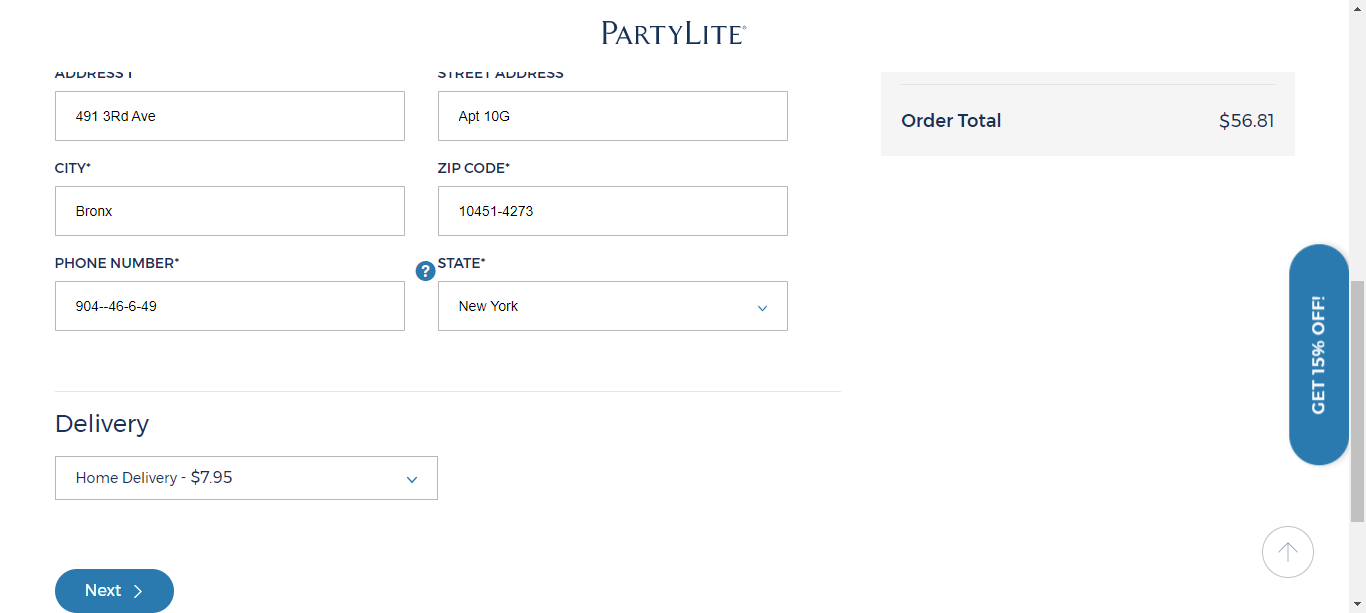 PARTYLITE®
ADDRESS 1
STREET ADDRESS
491 3Rd Ave
Apt 10G
Order Total
$56.81
CITY*
ZIP CODE*
Bronx
10451-4273
PHONE NUMBER*
? STATE*
904--46-6-49
New York
GET 15% OFF!
Delivery
Home Delivery - $7.95
Next